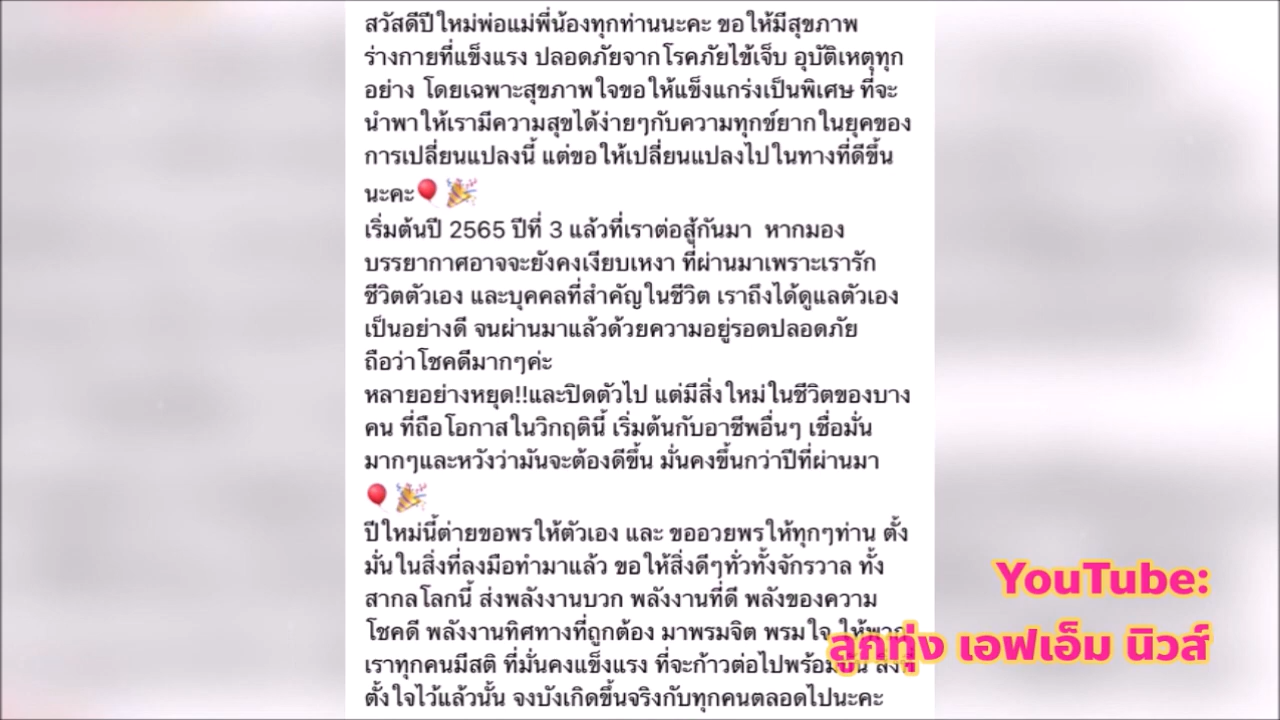 สวัสดีปีใหม่พ่อแม่พี่น้องทุกท่านนะคะ ขอให้มีสุขภาพ
ร่างกายที่แข็งแรง ปลอดภัยจากโรคภัยไข้เจ็บ อุบัติเหตุทุก
อย่าง โดยเฉพาะสุขภาพใจขอให้แข็งแกร่งเป็นพิเศษ ที่จะ
นำพาให้เรามีความสุขได้ง่ายๆกับความทุกข์ยากในยุคของ
การเปลี่ยนแปลงนี้ แต่ขอให้เปลี่ยนแปลงไปในทางที่ดีขึ้น
นะคะ🎈🎉
เริ่มต้นปี 2565 ปีที่ 3 แล้วที่เราต่อสู้กันมา หากมอง
บรรยากาศอาจจะยังคงเงียบเหงา ที่ผ่านมาเพราะเรารัก
ชีวิตตัวเอง และบุคคลที่สำคัญในชีวิต เราถึงได้ดูแลตัวเอง
เป็นอย่างดี จนผ่านมาแล้วด้วยความอยู่รอดปลอดภัย
ถือว่าโชคดีมากๆค่ะ
หลายอย่างหยุด!!และปิดตัวไป แต่มีสิ่งใหม่ในชีวิตของบาง
คน ที่ถือโอกาสในวิกฤตินี้ เริ่มต้นกับอาชีพอื่นๆ เชื่อมั่น
มากๆและหวังว่ามันจะต้องดีขึ้น มั่นคงขึ้นกว่าปีที่ผ่านมา
🎈🎉
ปีใหม่นี้ต่ายขอพรให้ตัวเอง และ ขออวยพรให้ทุกๆท่าน ตั้ง
มั่นในสิ่งที่ลงมือทำมาแล้ว ขอให้สิ่งดีๆทั่วทั้งจักรวาล ทั้ง
สากลโลกนี้ ส่งพลังงานบวก พลังงานที่ดี พลังของความ
โชคดี พลังงานทิศทางที่ถูกต้อง มาพรมจิต พรมใจ
เราทุกคนมีสติ ที่มั่นคงแข็งแรง ที่จะก้าวต่อไป
ตั้งใจไว้แล้วนั้น จงบังเกิดขึ้นจริงกับทุกคนตลอดไปนะคะ
YouTube:
ลูกทุ่ง เอฟเอ็ม นิวส์